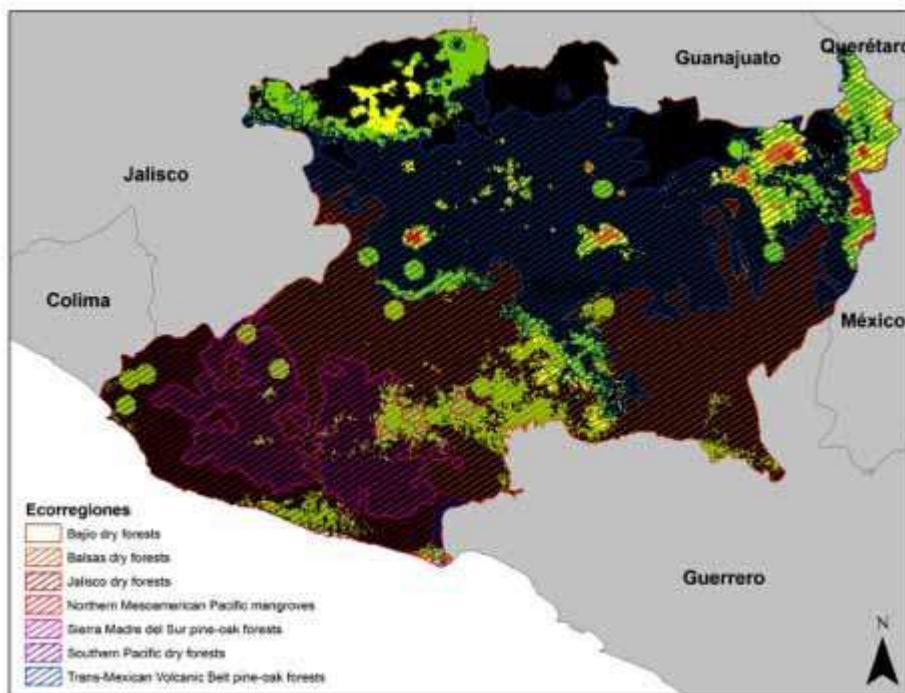 Guanajuato
Querétaro
Jalisco
Colima
México
Guerrero
N
Ecorregiones
Bajio dry forests
Balsas dry forests
Jalisco dry forests
Northern Mesoamerican Pacific mangroves
Sierra Madre del Sur pine-oak forests
Southern Pacific dry forests
Trans-Mexican Volcanic Belt pine-oak forests